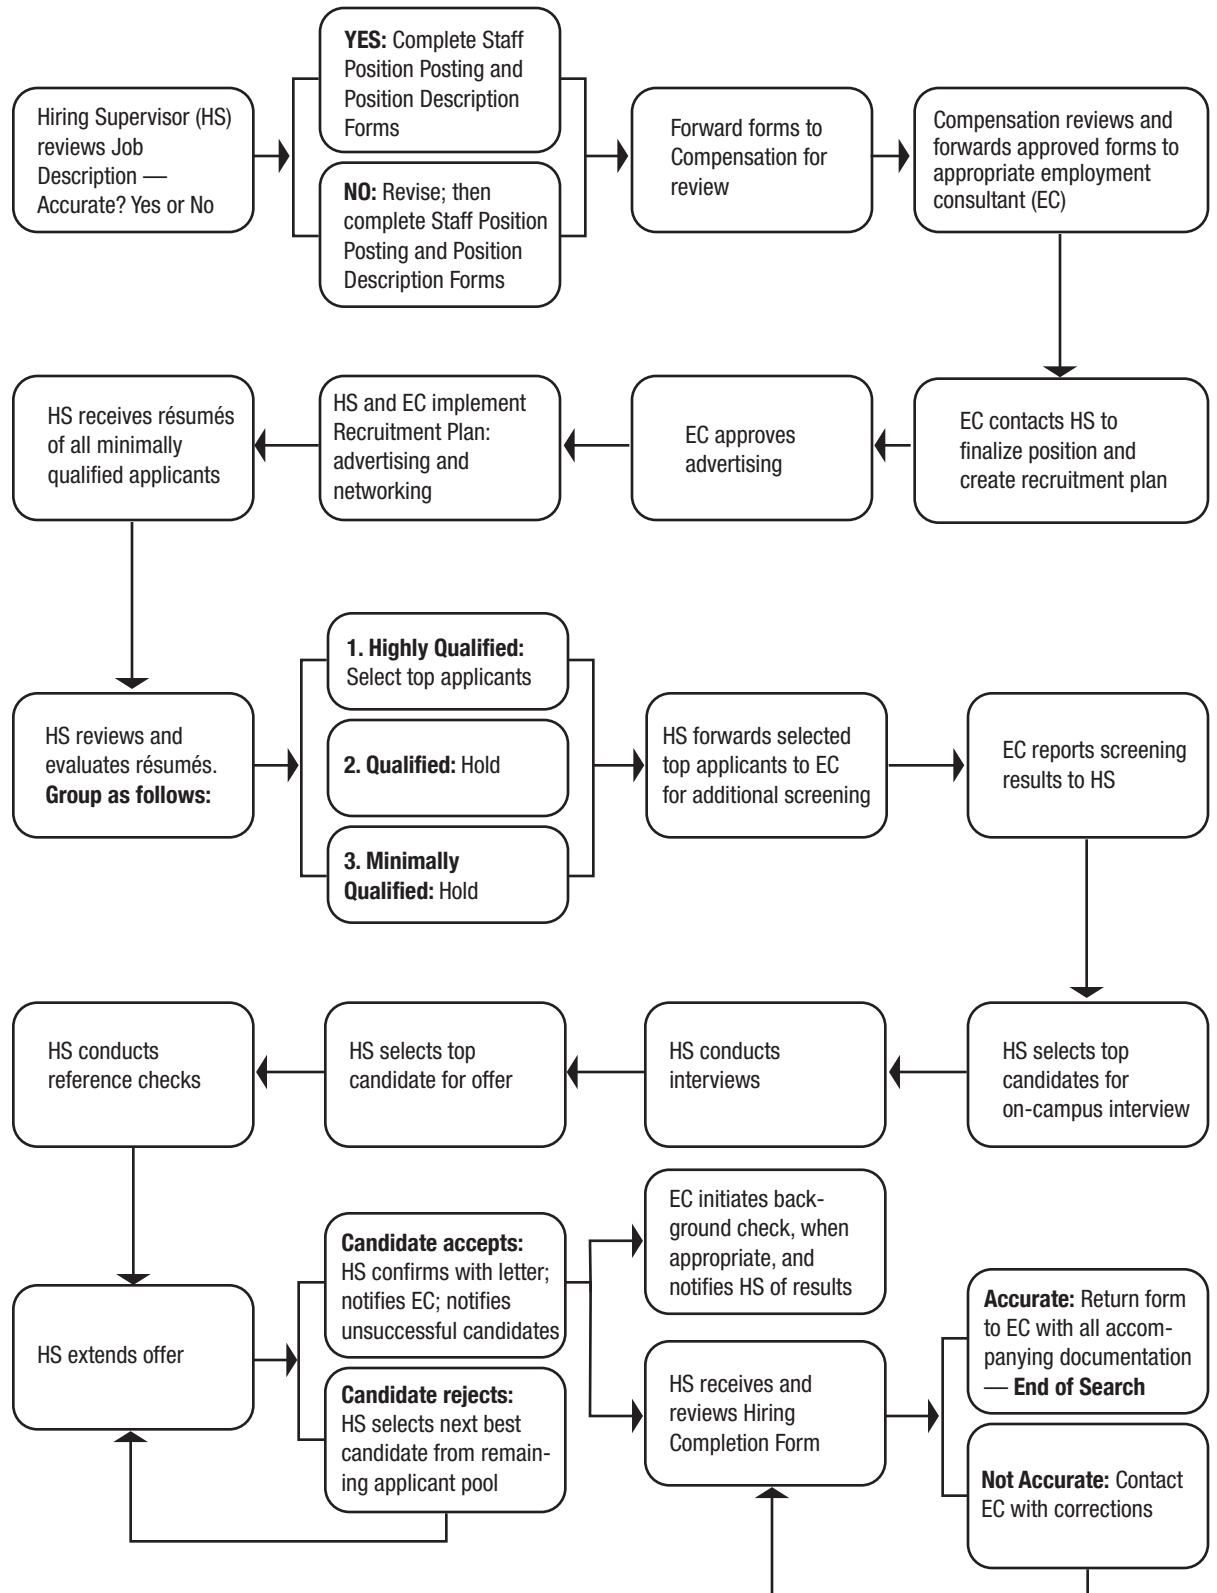 Hiring Supervisor (HS)
reviews Job
Description —
Accurate? Yes or No
YES: Complete Staff
Position Posting and
Position Description
Forms
NO: Revise; then
complete Staff Position
Posting and Position
Description Forms
Forward forms to
Compensation for
review
Compensation reviews and
forwards approved forms to
appropriate employment
consultant (EC)
EC contacts HS to
finalize position and
create recruitment plan
EC approves
advertising
HS and EC implement
Recruitment Plan:
advertising and
networking
HS receives résumés
of all minimally
qualified applicants
HS reviews and
evaluates résumés.
Group as follows:
1. Highly Qualified:
Select top applicants
2. Qualified: Hold
3. Minimally
Qualified: Hold
HS forwards selected
top applicants to EC
for additional screening
EC reports screening
results to HS
HS selects top
candidates for
on-campus interview
HS conducts
interviews
HS selects top
candidate for offer
HS conducts
reference checks
HS extends offer
Candidate accepts:
HS confirms with letter;
notifies EC; notifies
unsuccessful candidates
Candidate rejects:
HS selects next best
candidate from remain-
ing applicant pool
EC initiates back-
ground check, when
appropriate, and
notifies HS of results
HS receives and
reviews Hiring
Completion Form
Accurate: Return form
to EC with all accom-
panying documentation
— End of Search
Not Accurate: Contact
EC with corrections